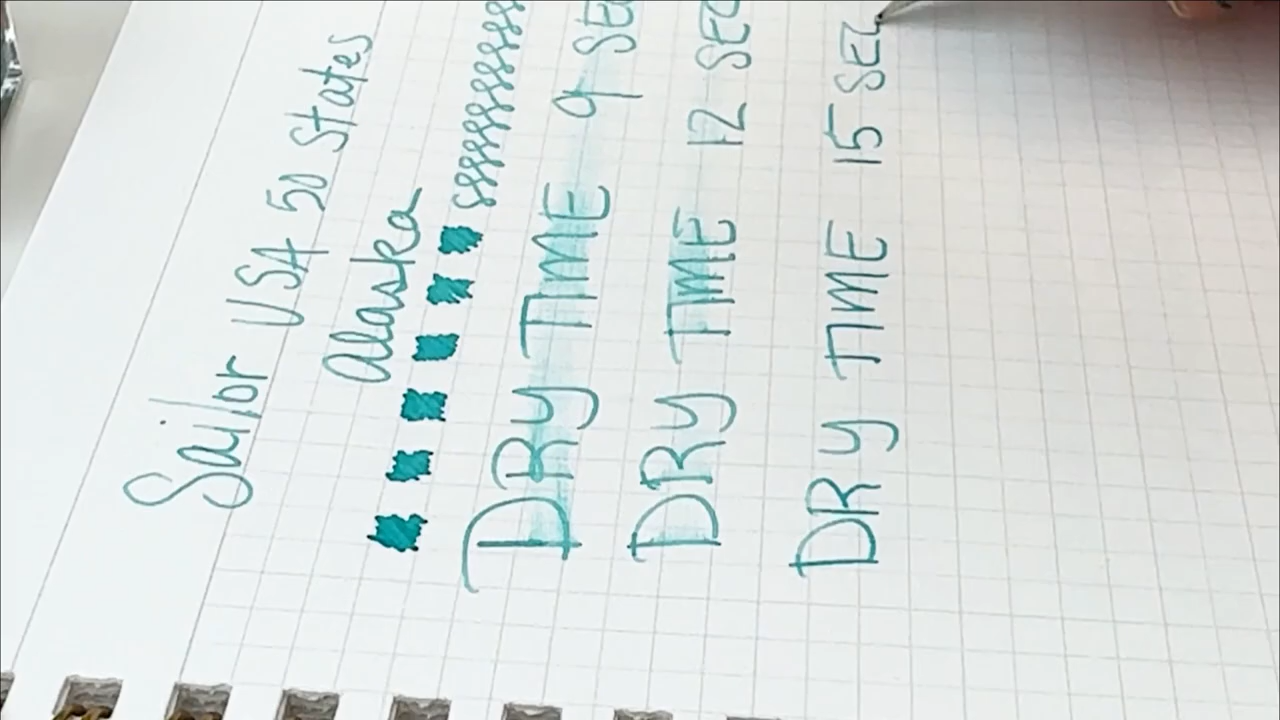 Sailor USA 50 States
Alaska
DRY TIME 9 SEC
DRY TIME 12 SEC
DRY TIME 15 SEC